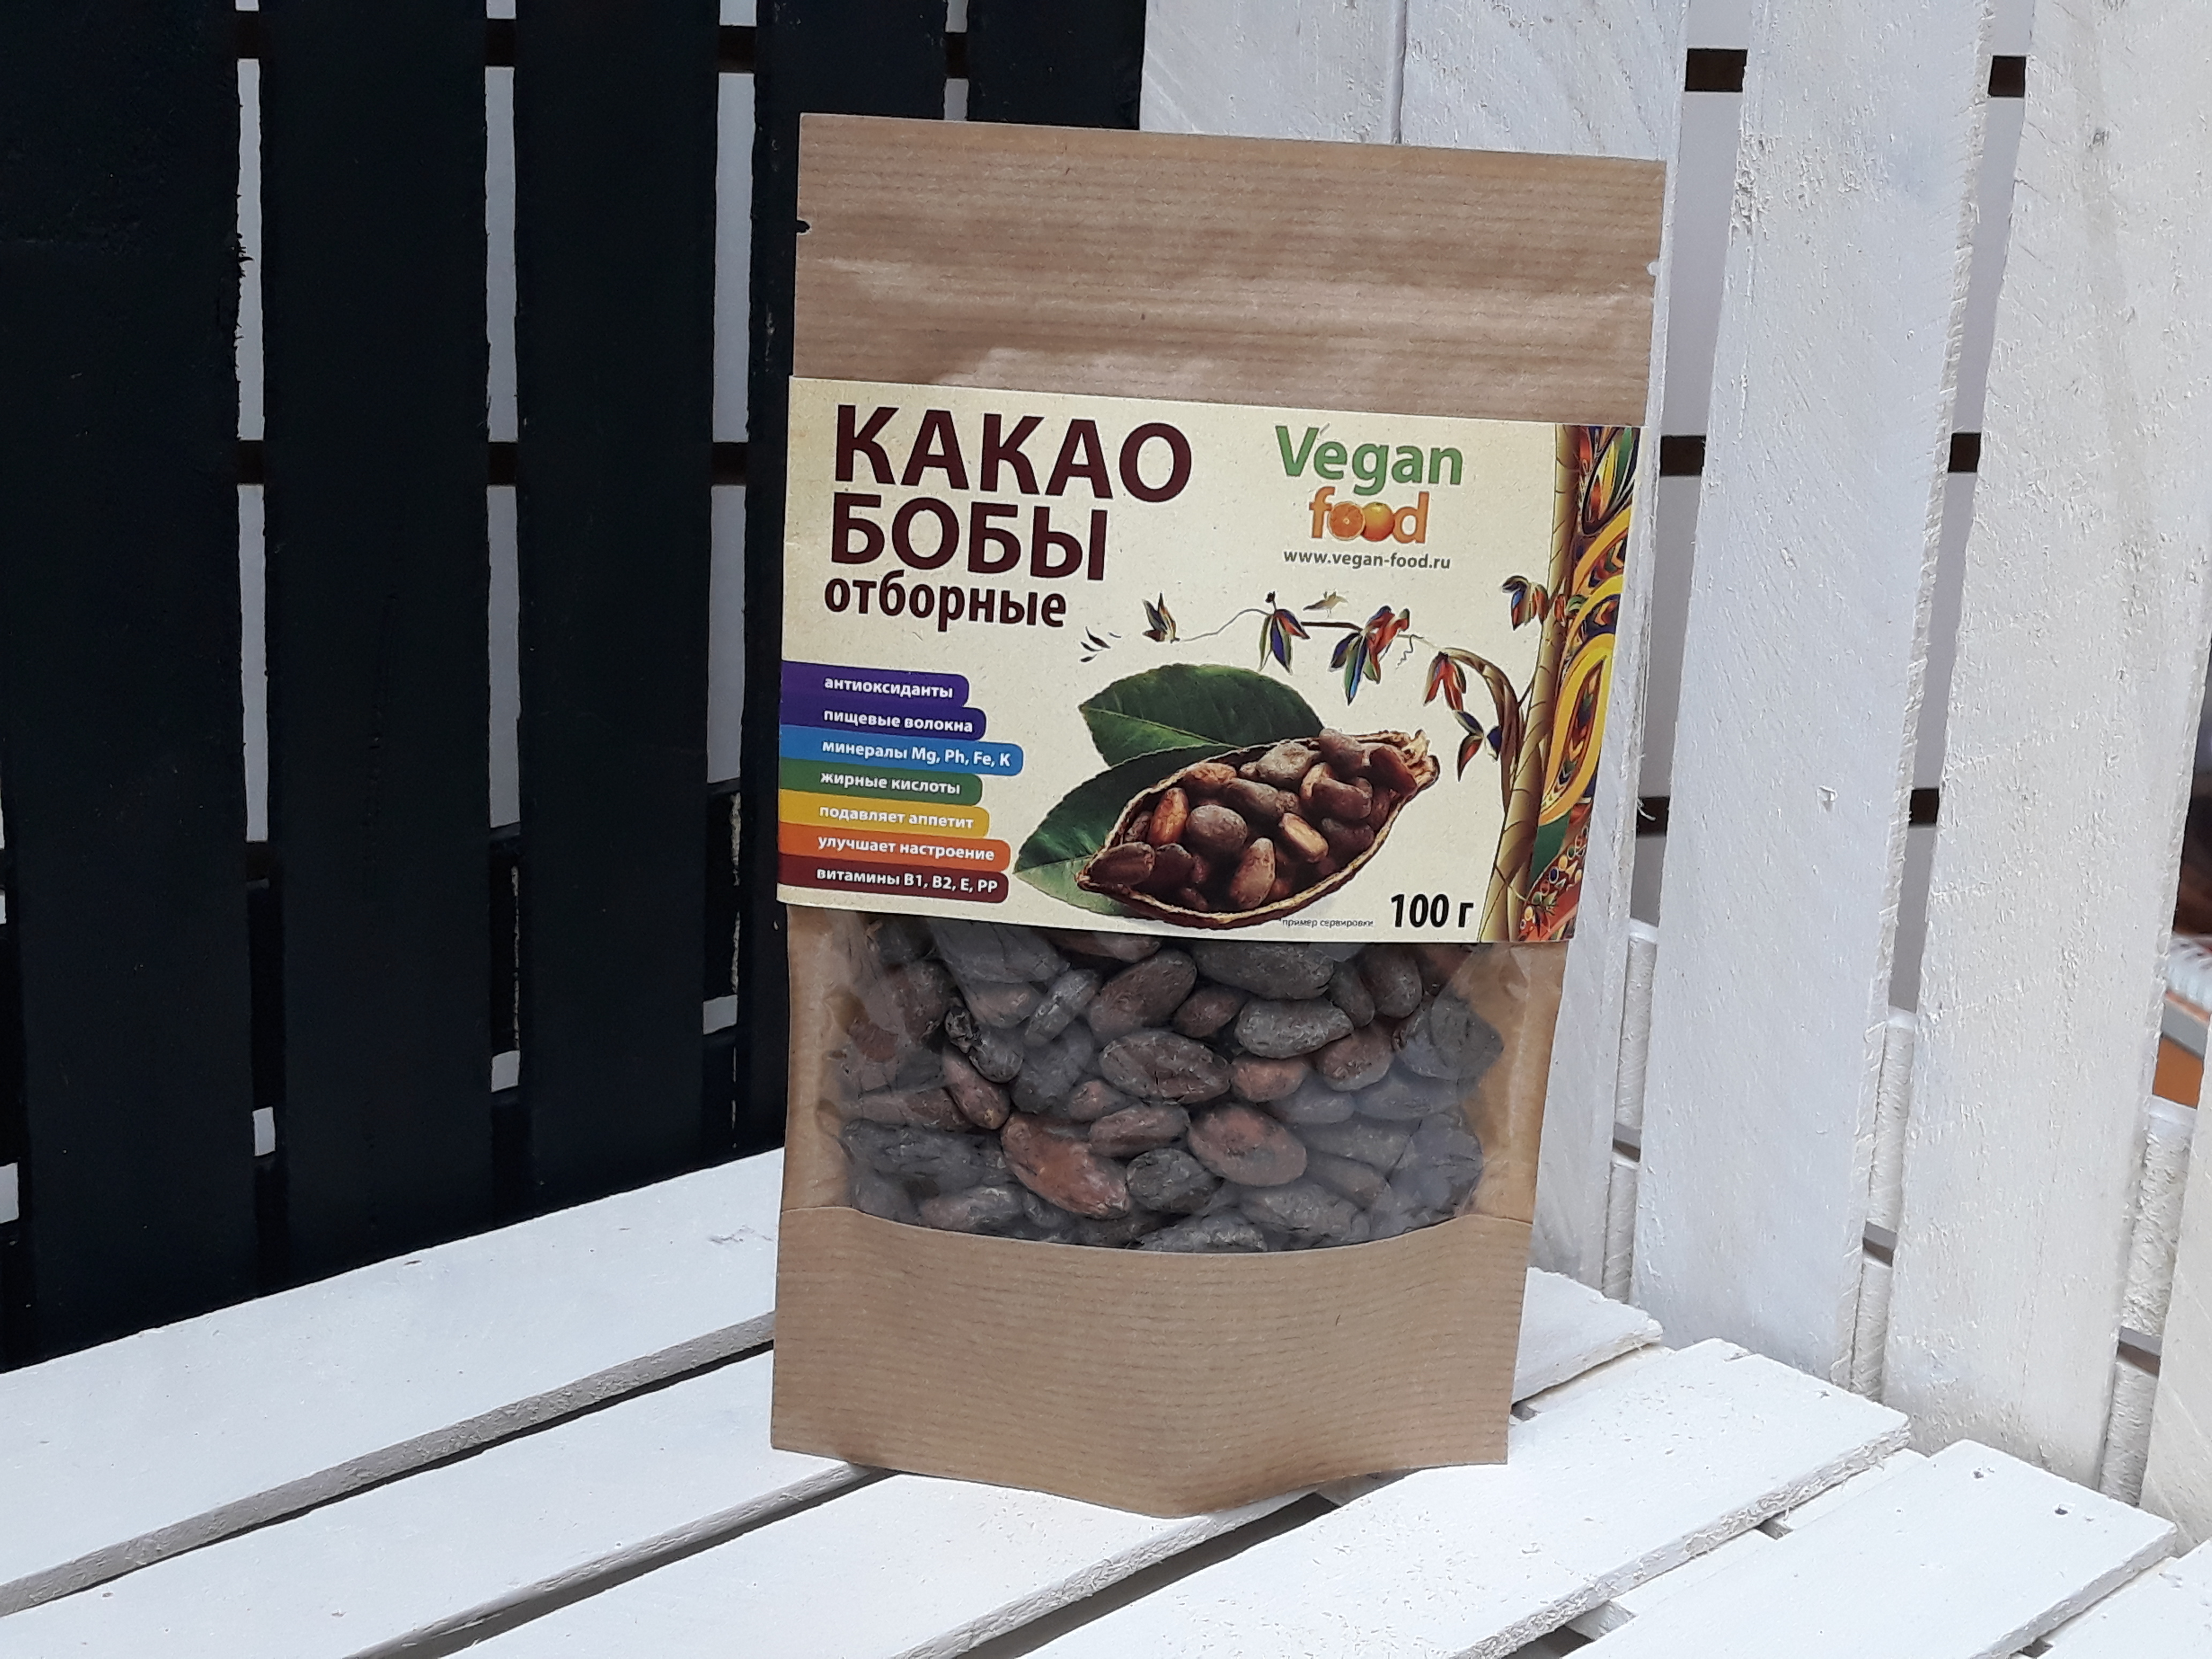 КАКАО
БОБЫ
отборные
Vegan
food
www.vegan-food.ru
антиоксиданты
пищевые волокна
минералы Mg, Ph, Fe, K
жирные кислоты
подавляет аппетит
улучшает настроение
витамины B1, B2, E, PP
пример сервировки
100 г